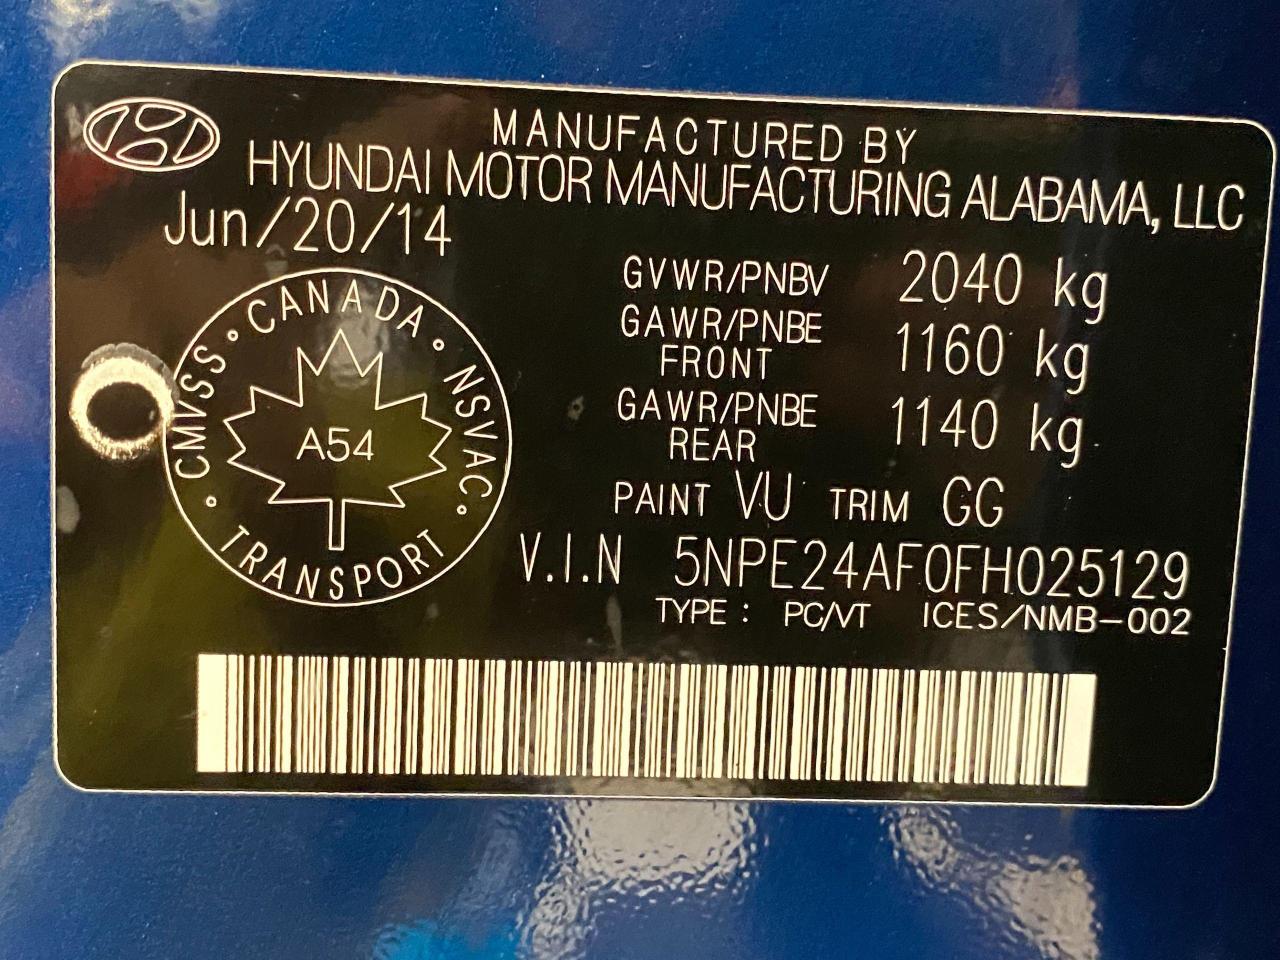 MANUFACTURED BY
HYUNDAI MOTOR MANUFACTURING ALABAMA, LLC
Jun/20/14
GVWR/PNBV 2040 kg
GAWR/PNBE FRONT 1160 kg
GAWR/PNBE REAR 1140 kg
PAINT VU TRIM GG
V.I.N 5NPE24AF0FH025129
TYPE : PC/VT ICES/NMB-002
CANADA
CMVSS
NSVAC
A54
TRANSPORT